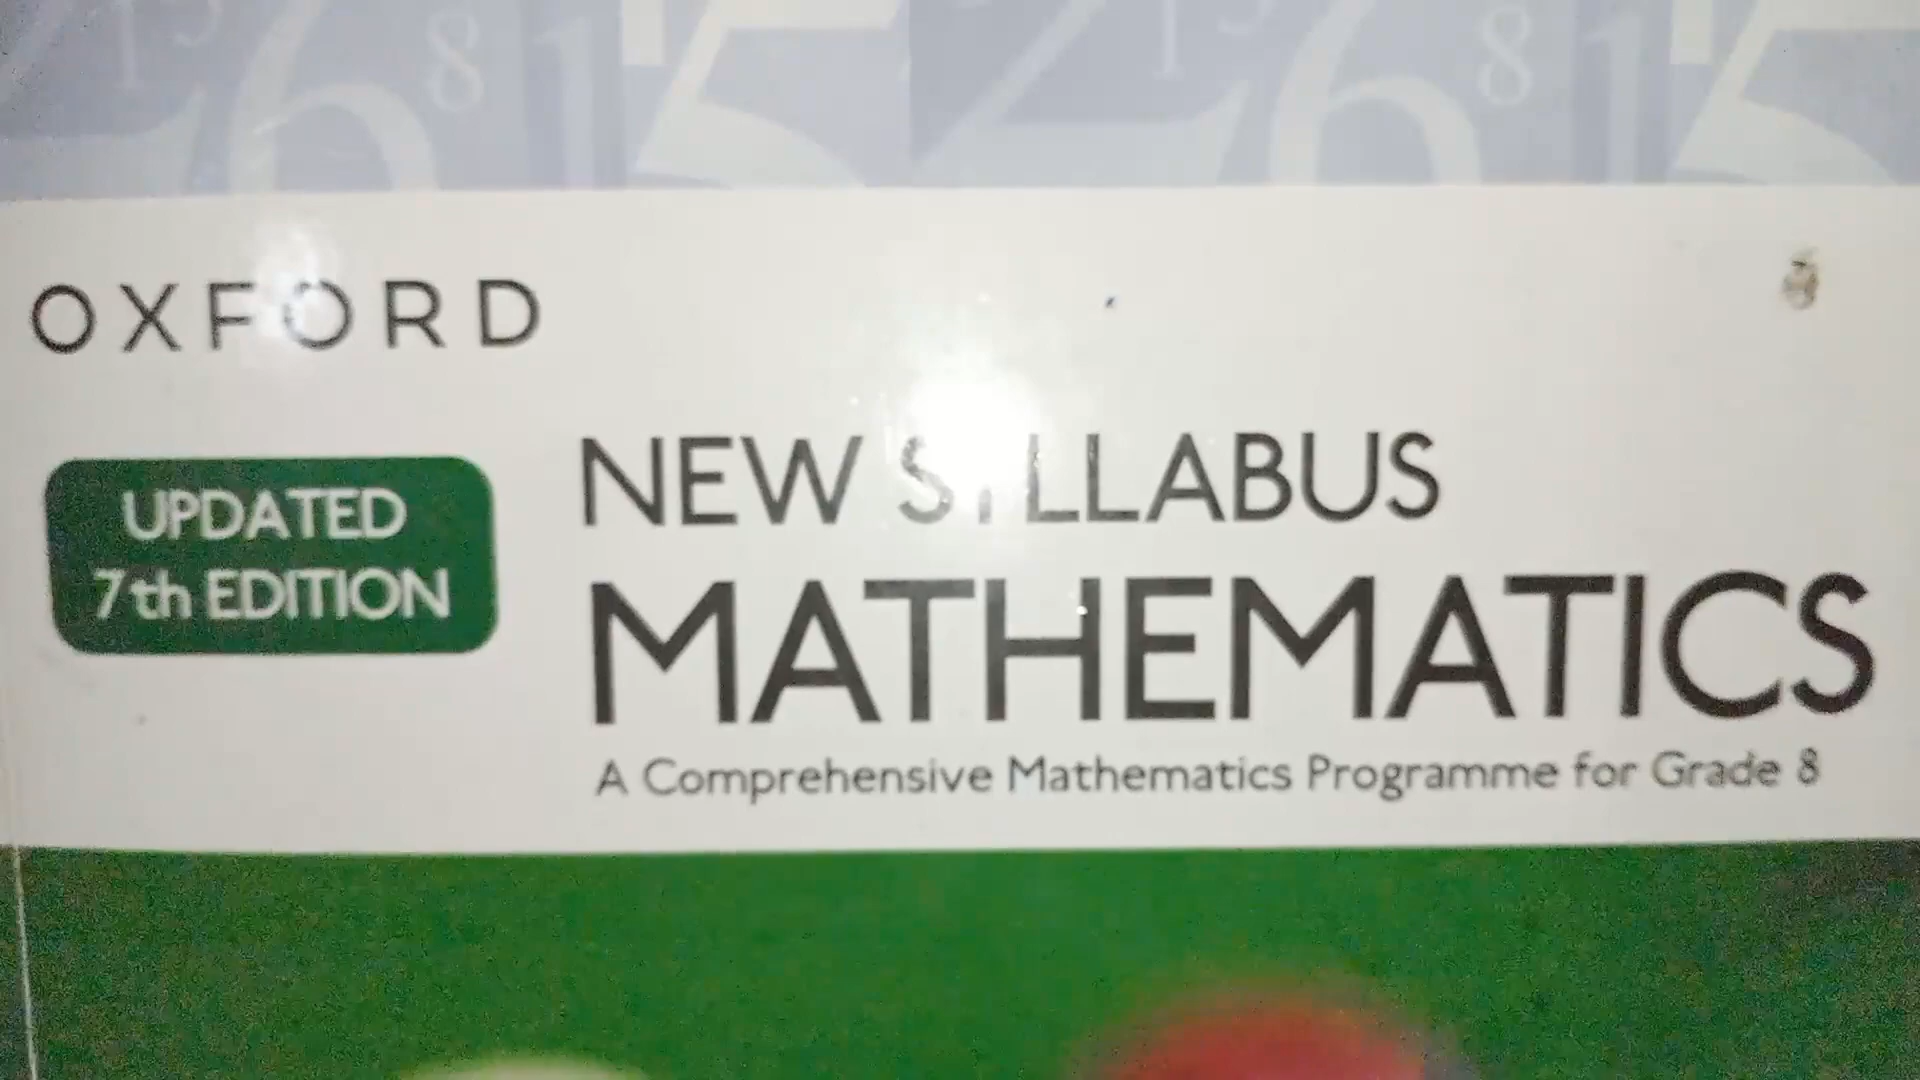 OXFORD
UPDATED
7th EDITION
NEW SYLLABUS
MATHEMATICS
A Comprehensive Mathematics Programme for Grade 8